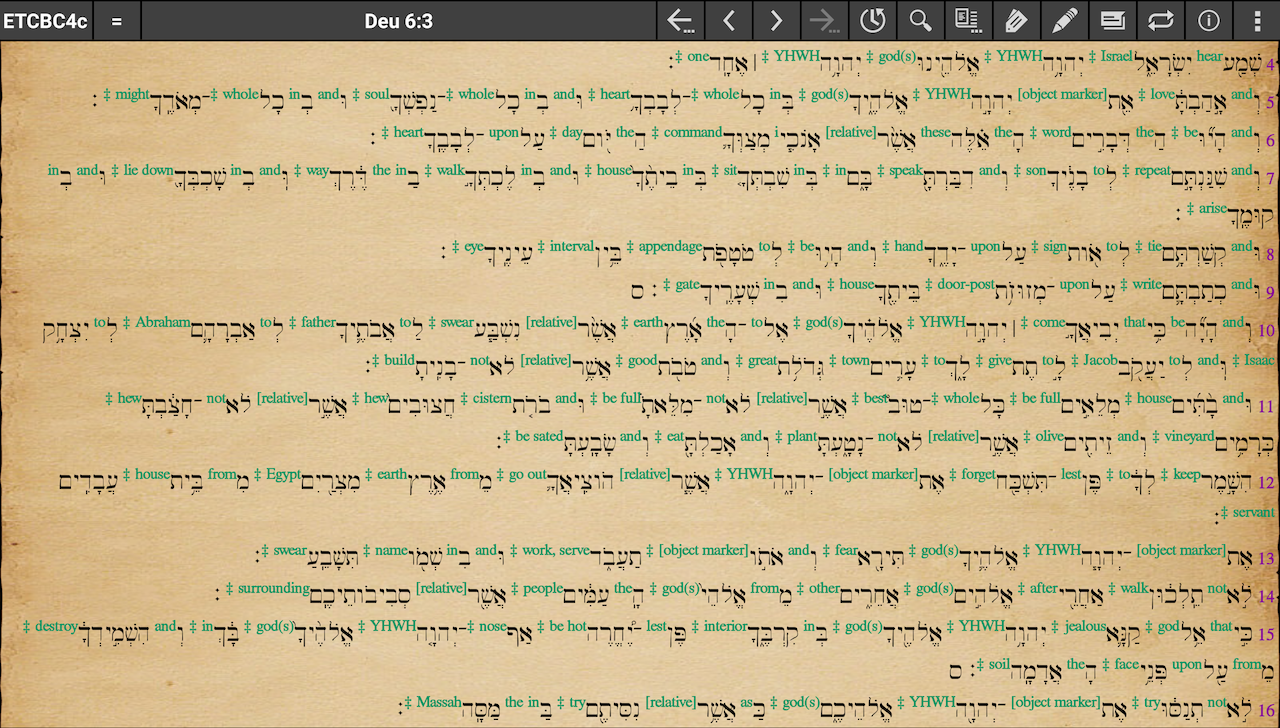 ETCBC4c = Deu 6:3
4 שְׁמַ֖ע hear יִשְׂרָאֵ֑ל Israel ‡ יְהוָ֥ה YHWH ‡ אֱלֹהֵ֖ינוּ god(s) ‡ יְהוָ֥ה YHWH ‡ ׀ אֶחָֽד one ‡ ׃
5 וְ and אָ֣הַבְתָּ֔ love ‡ אֵ֖ת [object marker] יְהוָ֣ה YHWH ‡ אֱלֹהֶ֑יךָ god(s) ‡ בְּ in כָל whole ‡ ־לְבָבְךָ֥ heart ‡ וּ and בְ in כָל whole ‡ ־נַפְשְׁךָ֖ soul ‡ וּ and בְ in כָל whole ‡ ־מְאֹדֶֽךָ might ‡ ׃
6 וְ and הָי֞וּ be ‡ הַ the דְּבָרִ֣ים word ‡ הָ the אֵ֗לֶּה these אֲשֶׁ֨ר [relative] אָנֹכִ֧י i מְצַוְּךָ֛ command ‡ הַ the יֹּ֖ום day ‡ עַל upon ־לְבָבֶֽךָ heart ‡ ׃
7 וְ and שִׁנַּנְתָּ֣ם repeat ‡ לְ to בָנֶ֔יךָ son ‡ וְ and דִבַּרְתָּ֖ speak ‡ בָּ֑ם in ‡ בְּ in שִׁבְתְּךָ֤ sit ‡ בְּ in בֵיתֶ֨ךָ֙ house ‡ וּ and בְ in לֶכְתְּךָ֣ walk ‡ בַ in the דֶּ֔רֶךְ way ‡ וּֽ and בְ in שָׁכְבְּךָ֖ lie down ‡ וּ and בְ in
קוּמֶֽךָ arise ‡ ׃
8 וּ and קְשַׁרְתָּ֥ם tie ‡ לְ to אֹ֖ות sign ‡ עַל upon ־יָדֶ֑ךָ hand ‡ וְ and הָי֥וּ be ‡ לְ to טֹטָפֹ֖ת appendage ‡ בֵּ֥ין interval ‡ עֵינֶֽיךָ eye ‡ ׃
9 וּ and כְתַבְתָּ֛ם write ‡ עַל upon ־מְזוּזֹ֥ת door-post ‡ בֵּיתֶ֖ךָ house ‡ וּ and בִ in שְׁעָרֶֽיךָ gate ‡ ׃ ס
10 וְ and הָיָ֞ה be ‡ כִּ֥י that יְבִיאֲךָ֣ come ‡ ׀ יְהוָ֣ה YHWH ‡ אֱלֹהֶ֗יךָ god(s) ‡ אֶל to ־הָ the אָ֜רֶץ earth ‡ אֲשֶׁ֨ר [relative] נִשְׁבַּ֧ע swear ‡ לַ to אֲבֹתֶ֛יךָ father ‡ לְ to אַבְרָהָ֛ם Abraham ‡ לְ to יִצְחָ֥ק
Isaac ‡ וּֽ and לְ to יַעֲקֹ֖ב Jacob ‡ לָ֣ to תֶת give ‡ לָ֑ךְ to ‡ עָרִ֛ים town ‡ גְּדֹלֹ֥ת great ‡ וְ and טֹבֹ֖ת good ‡ אֲשֶׁ֥ר [relative] לֹא not ־בָנִֽיתָ build ‡ ׃
11 וּ and בָ֨תִּ֜ים house ‡ מְלֵאִ֣ים be full ‡ כָּל whole ‡ ־טוּב֮ best ‡ אֲשֶׁ֣ר [relative] לֹא not ־מִלֵּאתָ֒ be full ‡ וּ and בֹרֹ֤ת cistern ‡ חֲצוּבִים֙ hew ‡ אֲשֶׁ֣ר [relative] לֹא not ־חָצַ֔בְתָּ hew ‡
כְּרָמִ֥ים vineyard ‡ וְ and זֵיתִ֖ים olive ‡ אֲשֶׁ֣ר [relative] לֹא not ־נָטָ֑עְתָּ plant ‡ וְ and אָכַלְתָּ֖ eat ‡ וְ and שָׂבָֽעְתָּ be sated ‡ ׃
12 הִשָּׁ֣מֶר keep ‡ לְךָ֔ to ‡ פֶּן lest ־תִּשְׁכַּ֖ח forget ‡ אֶת [object marker] ־יְהוָ֑ה YHWH ‡ אֲשֶׁ֧ר [relative] הֹוצִֽיאֲךָ֛ go out ‡ מֵ from אֶ֥רֶץ earth ‡ מִצְרַ֖יִם Egypt ‡ מִ from בֵּ֥ית house ‡ עֲבָדִֽים
servant ‡ ׃
13 אֶת [object marker] ־יְהוָ֧ה YHWH ‡ אֱלֹהֶ֛יךָ god(s) ‡ תִּירָ֖א fear ‡ וְ and אֹתֹ֣ו [object marker] ‡ תַעֲבֹ֑ד work, serve ‡ וּ and בִ in שְׁמֹ֖ו name ‡ תִּשָּׁבֵֽעַ swear ‡ ׃
14 לֹ֣א not תֵֽלְכ֔וּן walk ‡ אַחֲרֵ֖י after ‡ אֱלֹהִ֣ים god(s) ‡ אֲחֵרִ֑ים other ‡ מֵ from אֱלֹהֵי֙ god(s) ‡ הָֽ the עַמִּ֔ים people ‡ אֲשֶׁ֖ר [relative] סְבִיבֹותֵיכֶֽם surrounding ‡ ׃
15 כִּ֣י that אֵ֥ל god ‡ קַנָּ֛א jealous ‡ יְהוָ֥ה YHWH ‡ אֱלֹהֶ֖יךָ god(s) ‡ בְּ in קִרְבֶּ֑ךָ interior ‡ פֶּן lest ־יֶ֠חֱרֶה be hot ‡ אַף nose ‡ ־יְהוָ֤ה YHWH ‡ אֱלֹהֶ֨יךָ֙ god(s) ‡ בָּ֔ךְ in ‡ וְ and הִשְׁמִ֣ידְךָ֔ destroy ‡
מֵ from עַ֖ל upon פְּנֵ֥י face ‡ הָ the אֲדָמָֽה soil ‡ ׃ ס
16 לֹ֣א not תְנַסּ֔וּ try ‡ אֶת [object marker] ־יְהוָ֖ה YHWH ‡ אֱלֹהֵיכֶ֑ם god(s) ‡ כַּ as אֲשֶׁ֥ר [relative] נִסִּיתֶ֖ם try ‡ בַּ in the מַּסָּֽה Massah ‡ ׃